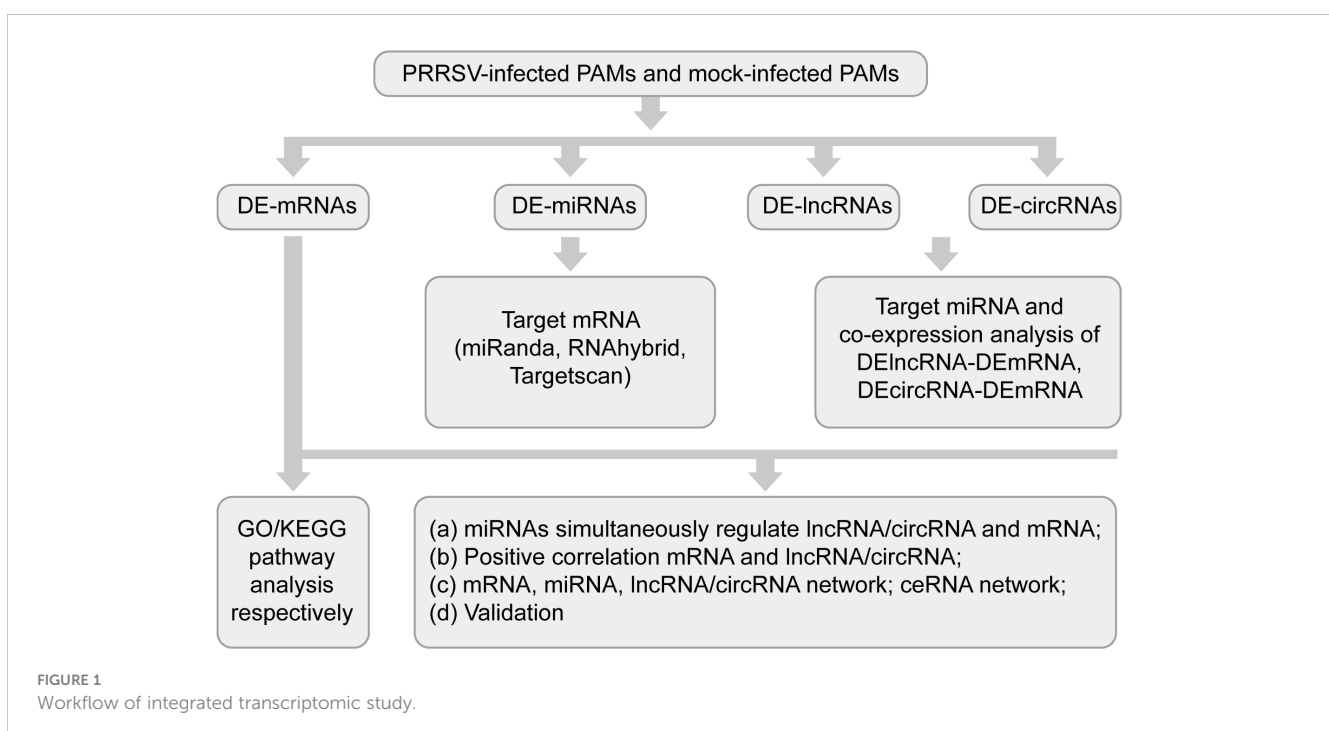 PRRSV-infected PAMs and mock-infected PAMs
DE-mRNAs
DE-miRNAs
DE-lncRNAs
DE-circRNAs
Target mRNA
(miRanda, RNAhybrid,
Targetscan)
Target miRNA and
co-expression analysis of
DElncRNA-DEmRNA,
DEcircRNA-DEmRNA
GO/KEGG
pathway
analysis
respectively
(a) miRNAs simultaneously regulate lncRNA/circRNA and mRNA;
(b) Positive correlation mRNA and lncRNA/circRNA;
(c) mRNA, miRNA, lncRNA/circRNA network; ceRNA network;
(d) Validation
FIGURE 1
Workflow of integrated transcriptomic study.